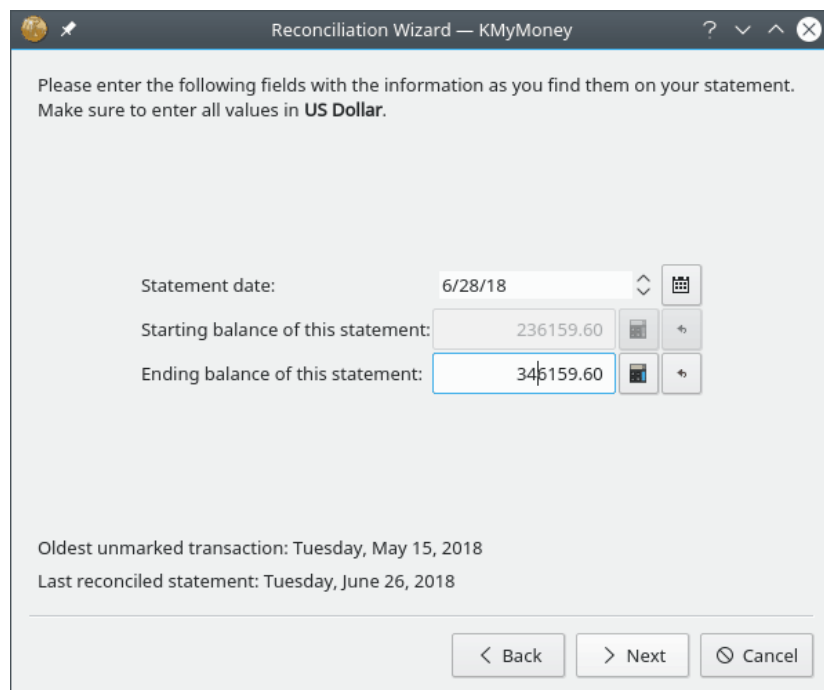 Reconciliation Wizard — KMyMoney
Please enter the following fields with the information as you find them on your statement.
Make sure to enter all values in US Dollar.
Statement date: 6/28/18
Starting balance of this statement: 236159.60
Ending balance of this statement: 346159.60
Oldest unmarked transaction: Tuesday, May 15, 2018
Last reconciled statement: Tuesday, June 26, 2018
Back Next Cancel